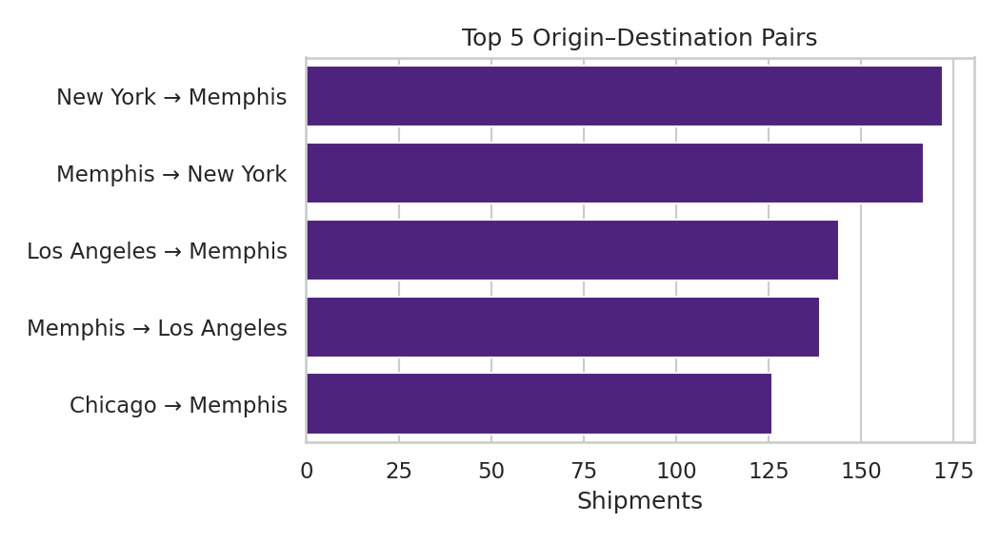 Top 5 Origin–Destination Pairs
New York → Memphis
Memphis → New York
Los Angeles → Memphis
Memphis → Los Angeles
Chicago → Memphis
0 25 50 75 100 125 150 175
Shipments